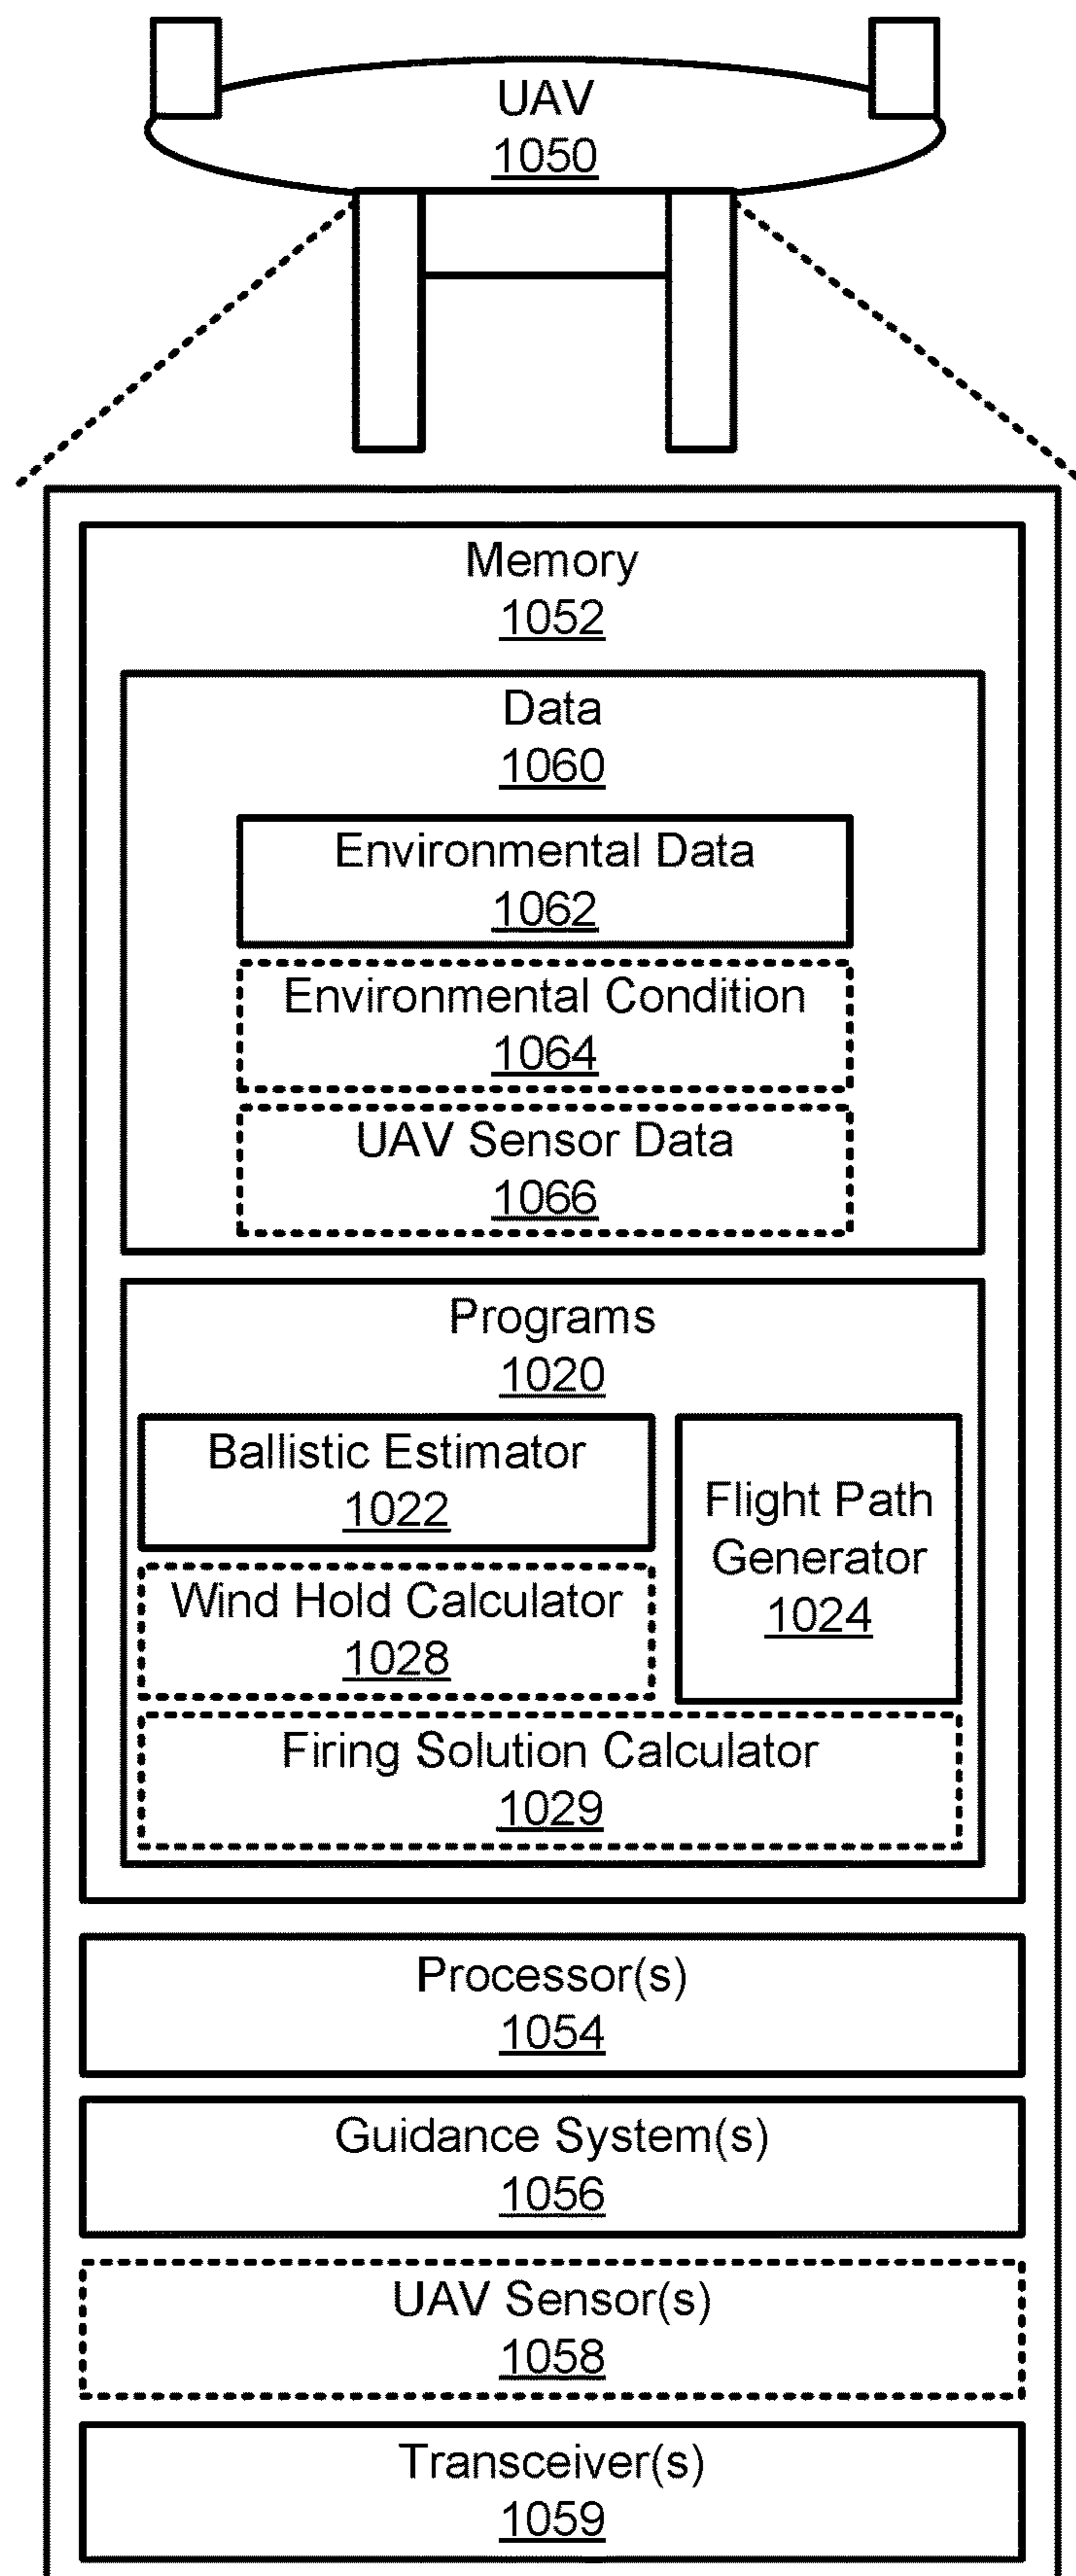 UAV
1050
Memory
1052
Data
1060
Environmental Data
1062
Environmental Condition
1064
UAV Sensor Data
1066
Programs
1020
Ballistic Estimator
1022
Wind Hold Calculator
1028
Flight Path
Generator
1024
Firing Solution Calculator
1029
Processor(s)
1054
Guidance System(s)
1056
UAV Sensor(s)
1058
Transceiver(s)
1059